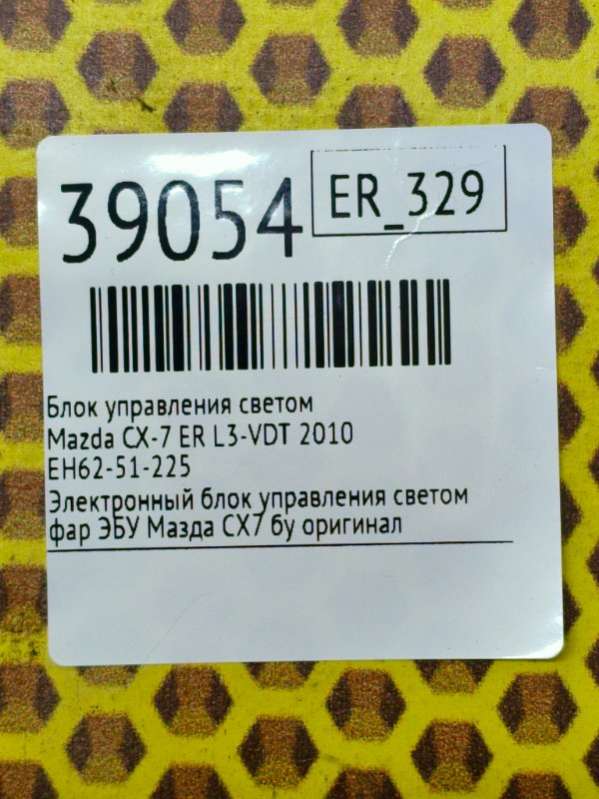 39054
ER_329
Блок управления светом
Mazda CX-7 ER L3-VDT 2010
EH62-51-225
Электронный блок управления светом
фар ЭБУ Мазда СХ7 бу оригинал